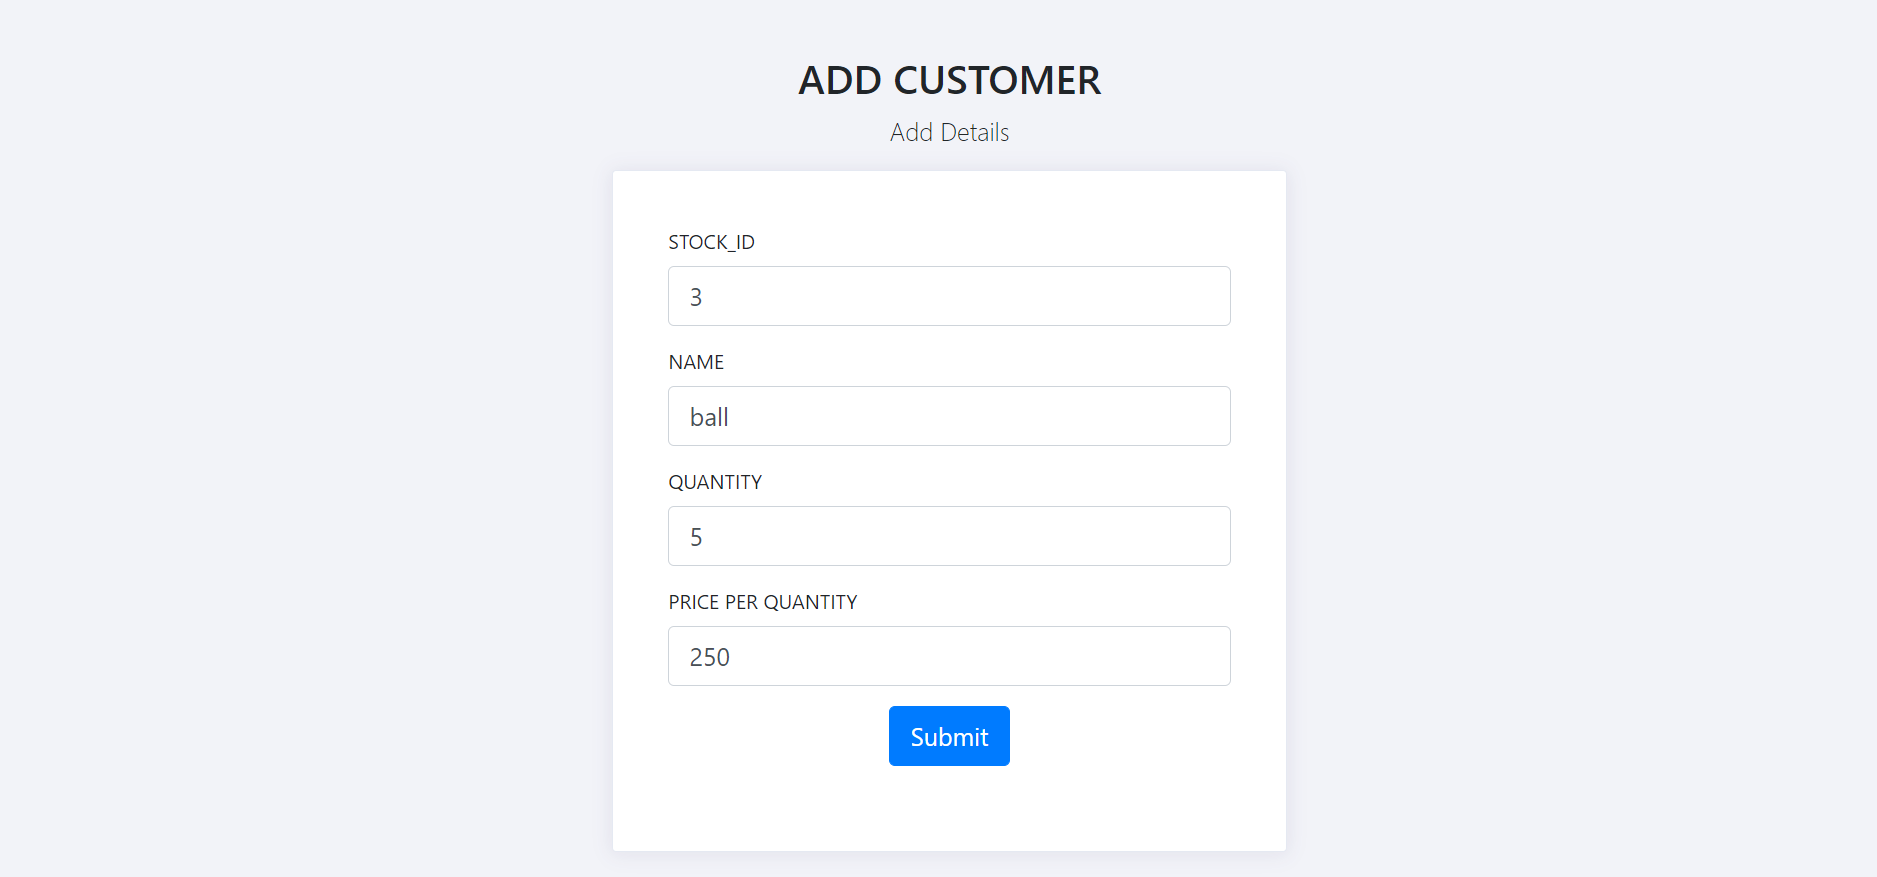 ADD CUSTOMER
Add Details
STOCK_ID
3
NAME
ball
QUANTITY
5
PRICE PER QUANTITY
250
Submit